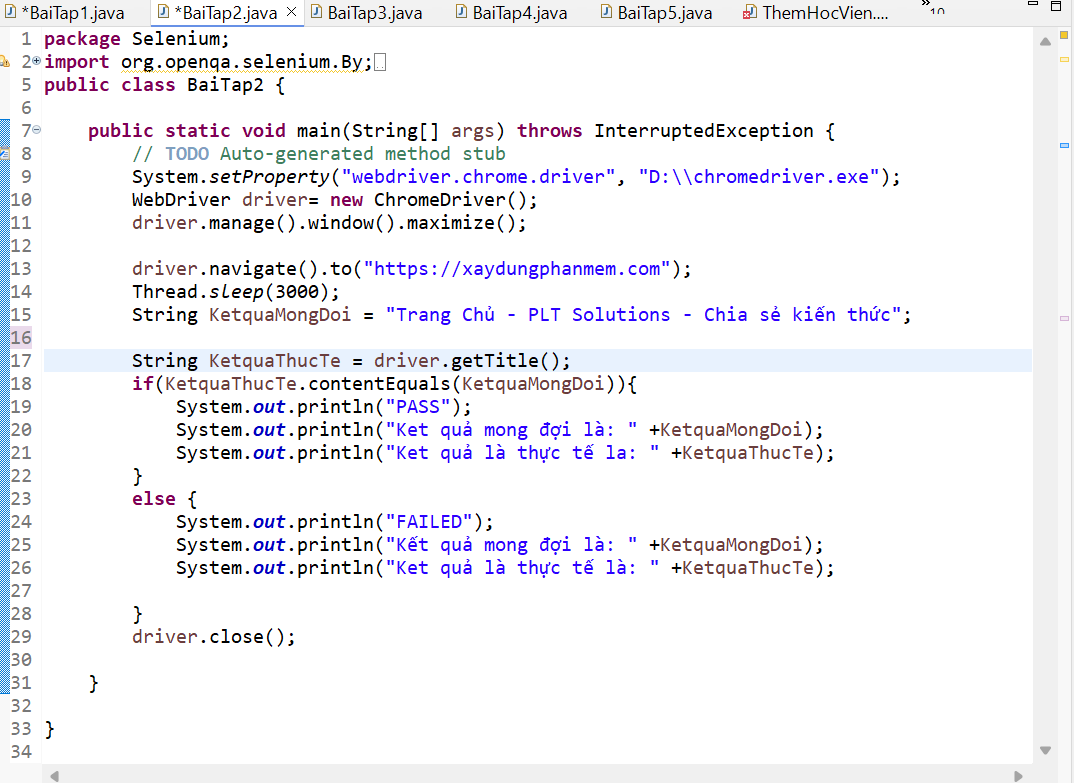 *BaiTap1.java *BaiTap2.java BaiTap3.java BaiTap4.java BaiTap5.java ThemHocVien.... »10
1 package Selenium;
2 import org.openqa.selenium.By;
5 public class BaiTap2 {
6
7 public static void main(String[] args) throws InterruptedException {
8 // TODO Auto-generated method stub
9 System.setProperty("webdriver.chrome.driver", "D:\\chromedriver.exe");
10 WebDriver driver= new ChromeDriver();
11 driver.manage().window().maximize();
12
13 driver.navigate().to("https://xaydungphanmem.com");
14 Thread.sleep(3000);
15 String KetquaMongDoi = "Trang Chủ - PLT Solutions - Chia sẻ kiến thức";
16
17 String KetquaThucTe = driver.getTitle();
18 if(KetquaThucTe.contentEquals(KetquaMongDoi)){
19 System.out.println("PASS");
20 System.out.println("Ket quả mong đợi là: " +KetquaMongDoi);
21 System.out.println("Ket quả là thực tế la: " +KetquaThucTe);
22 }
23 else {
24 System.out.println("FAILED");
25 System.out.println("Kết quả mong đợi là: " +KetquaMongDoi);
26 System.out.println("Ket quả là thực tế là: " +KetquaThucTe);
27
28 }
29 driver.close();
30
31 }
32
33 }
34